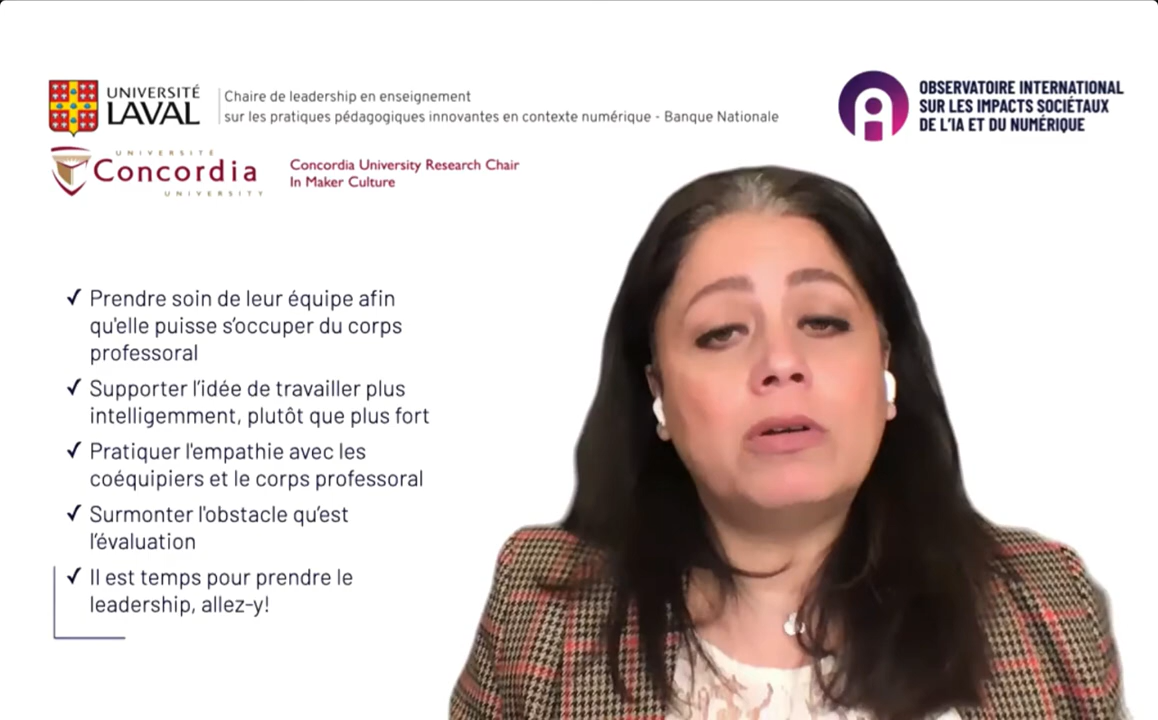 UNIVERSITÉ
LAVAL
Chaire de leadership en enseignement
sur les pratiques pédagogiques innovantes en contexte numérique - Banque Nationale
OBSERVATOIRE INTERNATIONAL
SUR LES IMPACTS SOCIÉTAUX
DE L'IA ET DU NUMÉRIQUE
UNIVERSITÉ
Concordia
UNIVERSITY
Concordia University Research Chair
In Maker Culture
✓ Prendre soin de leur équipe afin
qu'elle puisse s'occuper du corps
professoral
✓ Supporter l'idée de travailler plus
intelligemment, plutôt que plus fort
✓ Pratiquer l'empathie avec les
coéquipiers et le corps professoral
✓ Surmonter l'obstacle qu'est
l'évaluation
✓ Il est temps pour prendre le
leadership, allez-y!